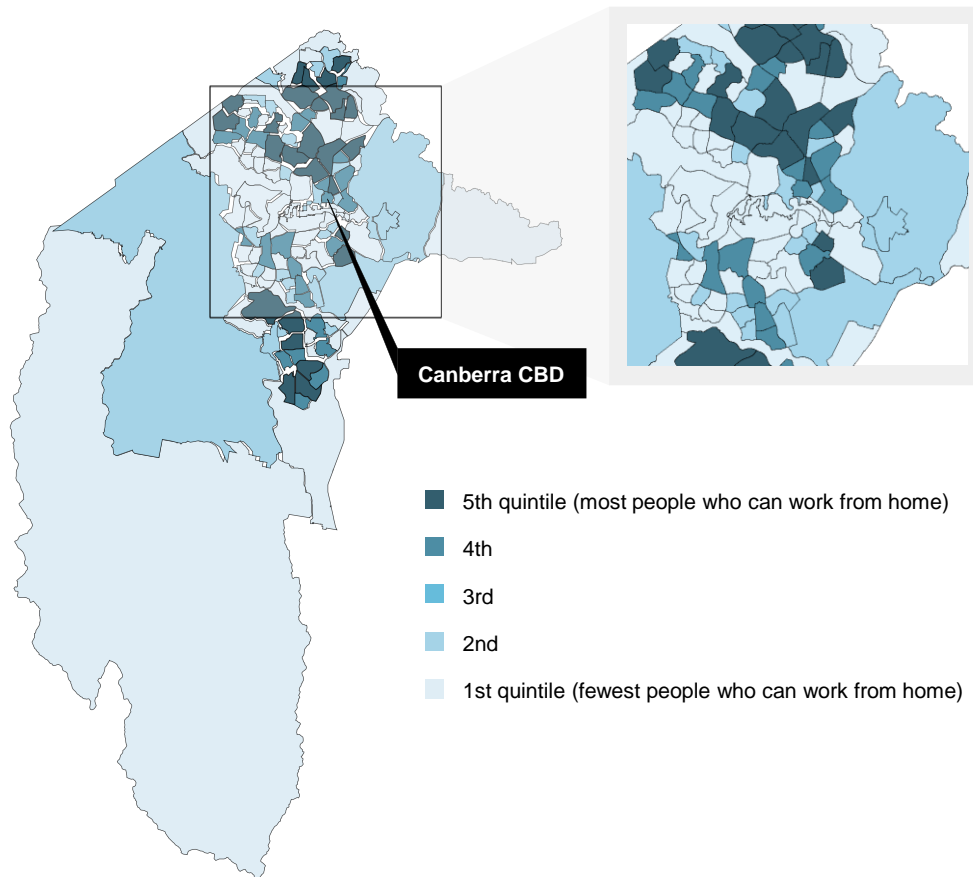 Canberra CBD
5th quintile (most people who can work from home)
4th
3rd
2nd
1st quintile (fewest people who can work from home)